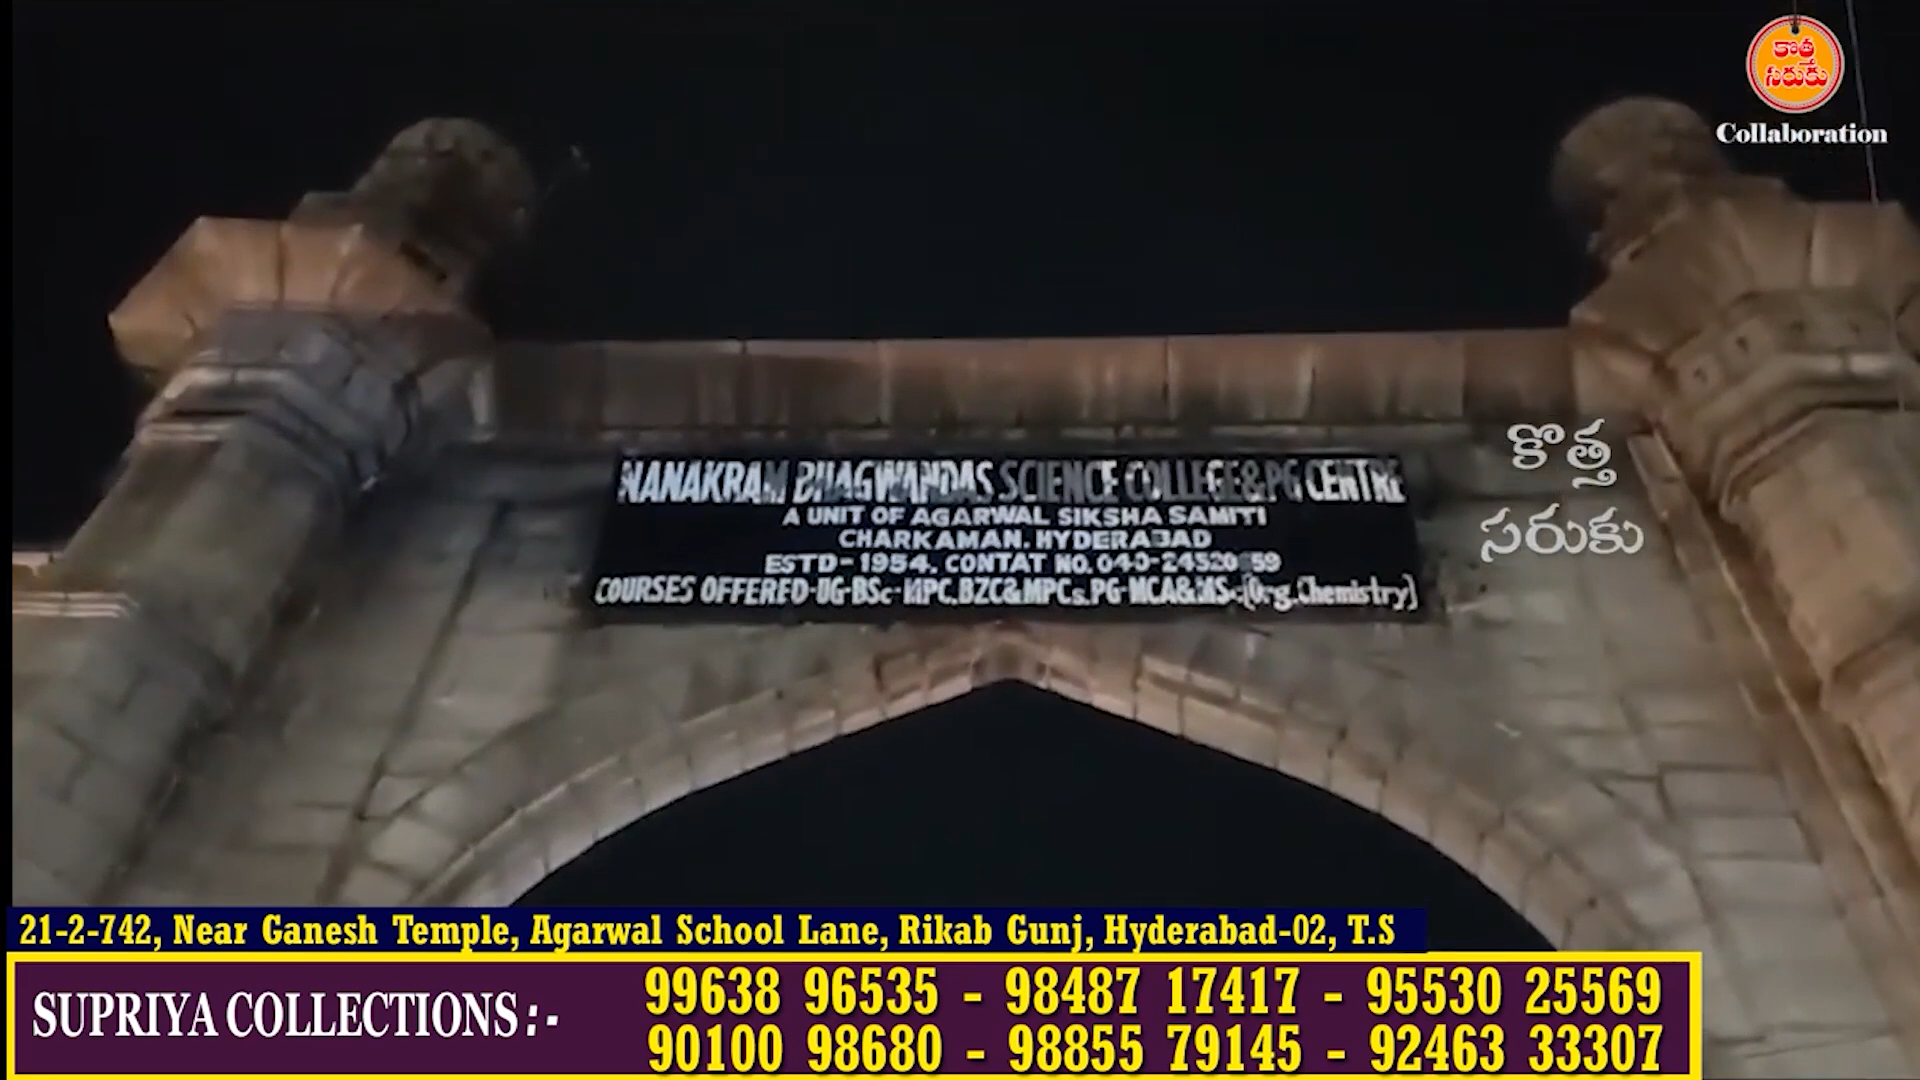 కొత్త
సరుకు
Collaboration
కొత్త
సరుకు
NANAKRAM BHAGWANDAS SCIENCE COLLEGE & PG CENTRE
A UNIT OF AGARWAL SIKSHA SAMITI
CHARKAMAN. HYDERABAD
ESTD-1954. CONTAT NO.
COURSES OFFERED-UG-BSc-MPC.BZC&MPCs.PG-MCA&MS-(Org.Chemistry)
21-2-742, Near Ganesh Temple, Agarwal School Lane, Rikab Gunj, Hyderabad-02, T.S
SUPRIYA COLLECTIONS :-
99638 96535 - 98487 17417 - 95530 25569
90100 98680 - 98855 79145 - 92463 33307